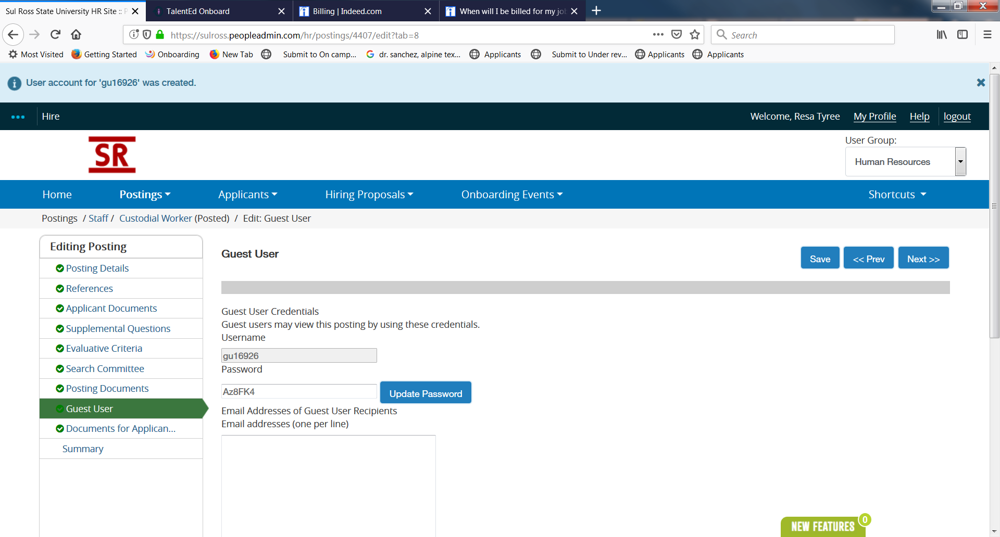 Sul Ross State University HR Site :: P
TalentEd Onboard
Billing | Indeed.com
When will I be billed for my job
https://sulross.peopleadmin.com/hr/postings/4407/edit?tab=8
Search
Most Visited
Getting Started
Onboarding
New Tab
Submit to On camp...
dr. sanchez, alpine tex...
Applicants
Submit to Under rev...
Applicants
Applicants
User account for 'gu16926' was created.
Hire
Welcome, Resa Tyree
My Profile
Help
logout
SR
User Group:
Human Resources
Home
Postings
Applicants
Hiring Proposals
Onboarding Events
Shortcuts
Postings / Staff / Custodial Worker (Posted) / Edit: Guest User
Editing Posting
Posting Details
References
Applicant Documents
Supplemental Questions
Evaluative Criteria
Search Committee
Posting Documents
Guest User
Documents for Applican...
Summary
Guest User
Save
<< Prev
Next >>
Guest User Credentials
Guest users may view this posting by using these credentials.
Username
gu16926
Password
Az8FK4
Update Password
Email Addresses of Guest User Recipients
Email addresses (one per line)
NEW FEATURES
0